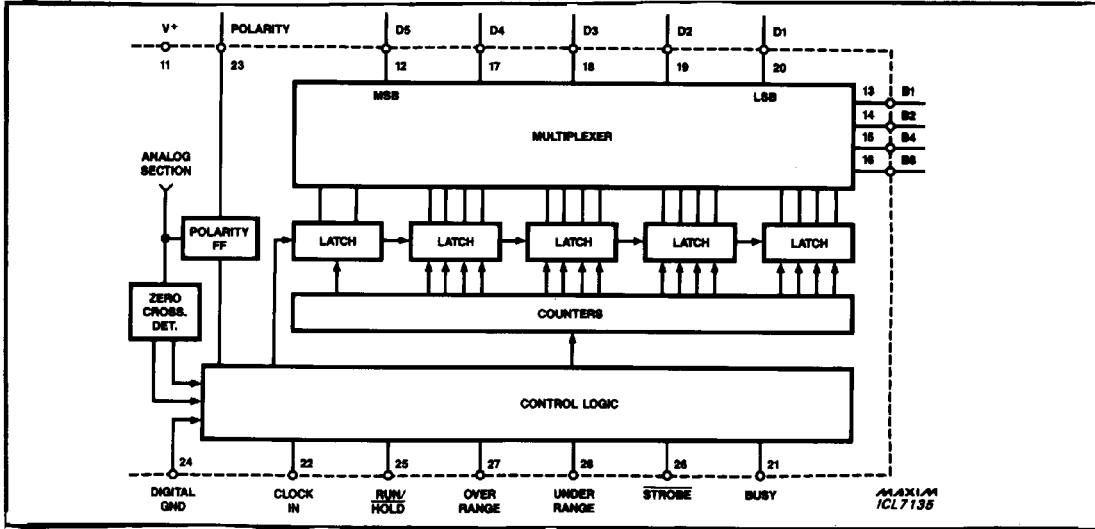 V+ POLARITY D5 D4 D3 D2 D1
11 23 12 17 18 19 20
MSB LSB
13 B1
14 B2
15 B4
16 B8
MULTIPLEXER
ANALOG
SECTION
POLARITY
FF
LATCH LATCH LATCH LATCH LATCH
ZERO
CROSS.
DET.
COUNTERS
CONTROL LOGIC
24 22 25 27 28 26 21
DIGITAL
GND
CLOCK
IN
RUN/
HOLD
OVER
RANGE
UNDER
RANGE
STROBE
BUSY
MAXIM
ICL7135